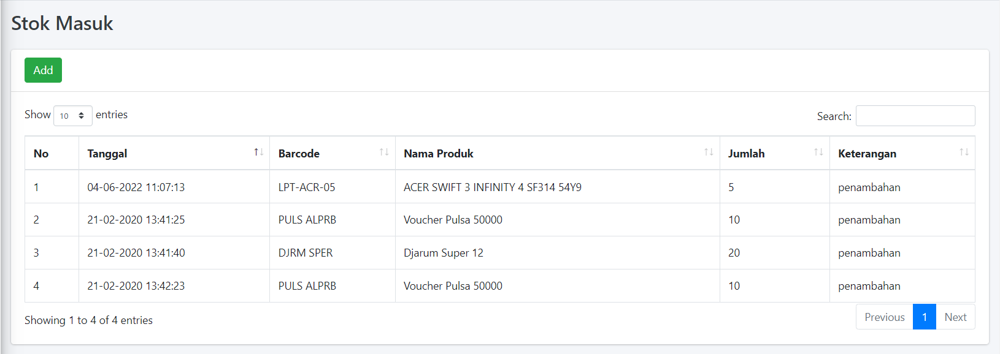 Stok Masuk
Add
Show 10 entries
Search:
No Tanggal Barcode Nama Produk Jumlah Keterangan
1 04-06-2022 11:07:13 LPT-ACR-05 ACER SWIFT 3 INFINITY 4 SF314 54Y9 5 penambahan
2 21-02-2020 13:41:25 PULS ALPRB Voucher Pulsa 50000 10 penambahan
3 21-02-2020 13:41:40 DJRM SPER Djarum Super 12 20 penambahan
4 21-02-2020 13:42:23 PULS ALPRB Voucher Pulsa 50000 10 penambahan
Showing 1 to 4 of 4 entries
Previous 1 Next